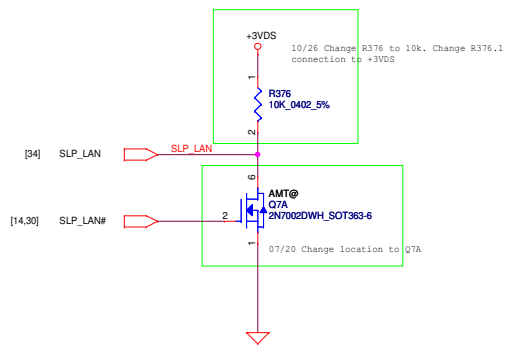 +3VDS
10/26 Change R376 to 10k. Change R376.1
connection to +3VDS
1
R376
10K_0402_5%
2
[34] SLP_LAN
SLP_LAN
6
AMT@
Q7A
2N7002DWH_SOT363-6
[14,30] SLP_LAN#
2
1
07/20 Change location to Q7A